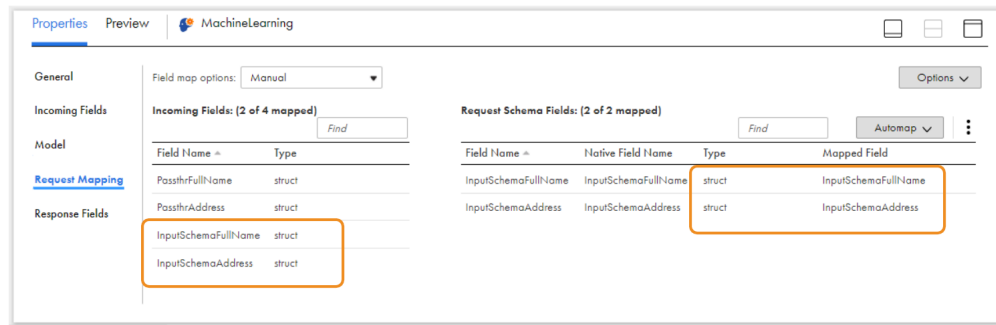 Properties Preview MachineLearning
General
Incoming Fields
Model
Request Mapping
Response Fields
Field map options: Manual
Options
Incoming Fields: (2 of 4 mapped)
Find
Field Name Type
PassthrFullName struct
PassthrAddress struct
InputSchemaFullName struct
InputSchemaAddress struct
Request Schema Fields: (2 of 2 mapped)
Find
Automap
Field Name Native Field Name Type Mapped Field
InputSchemaFullName InputSchemaFullName struct InputSchemaFullName
InputSchemaAddress InputSchemaAddress struct InputSchemaAddress